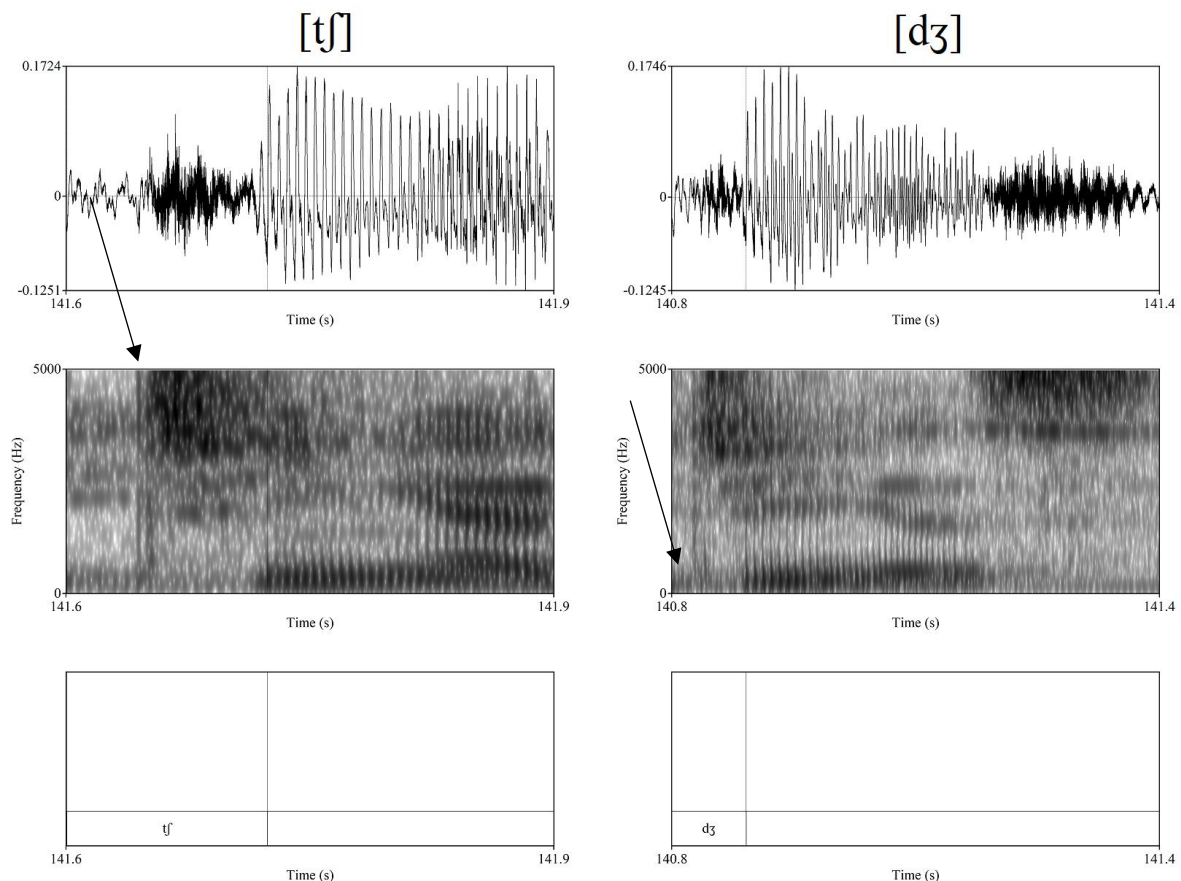 [tʃ]
0.1724
0
-0.1251
141.6
141.9
Time (s)
5000
Frequency (Hz)
0
141.6
141.9
Time (s)
tʃ
141.6
141.9
Time (s)
[dʒ]
0.1746
0
-0.1245
140.8
141.4
Time (s)
5000
Frequency (Hz)
0
140.8
141.4
Time (s)
dʒ
140.8
141.4
Time (s)